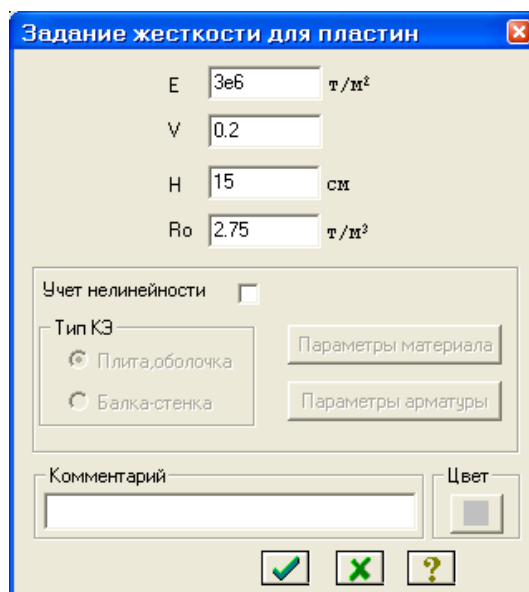 Задание жесткости для пластин
E 3e6 т/м²
V 0.2
H 15 см
Ro 2.75 т/м³
Учет нелинейности
Тип КЭ
Плита,оболочка
Параметры материала
Балка-стенка
Параметры арматуры
Комментарий
Цвет
?